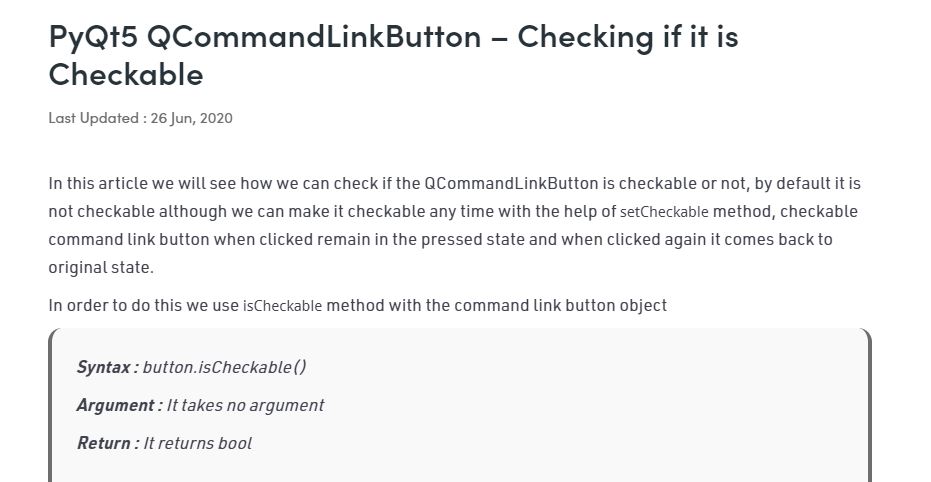 PyQt5 QCommandLinkButton – Checking if it is
Checkable
Last Updated : 26 Jun, 2020
In this article we will see how we can check if the QCommandLinkButton is checkable or not, by default it is
not checkable although we can make it checkable any time with the help of setCheckable method, checkable
command link button when clicked remain in the pressed state and when clicked again it comes back to
original state.
In order to do this we use isCheckable method with the command link button object
Syntax : button.isCheckable()
Argument : It takes no argument
Return : It returns bool